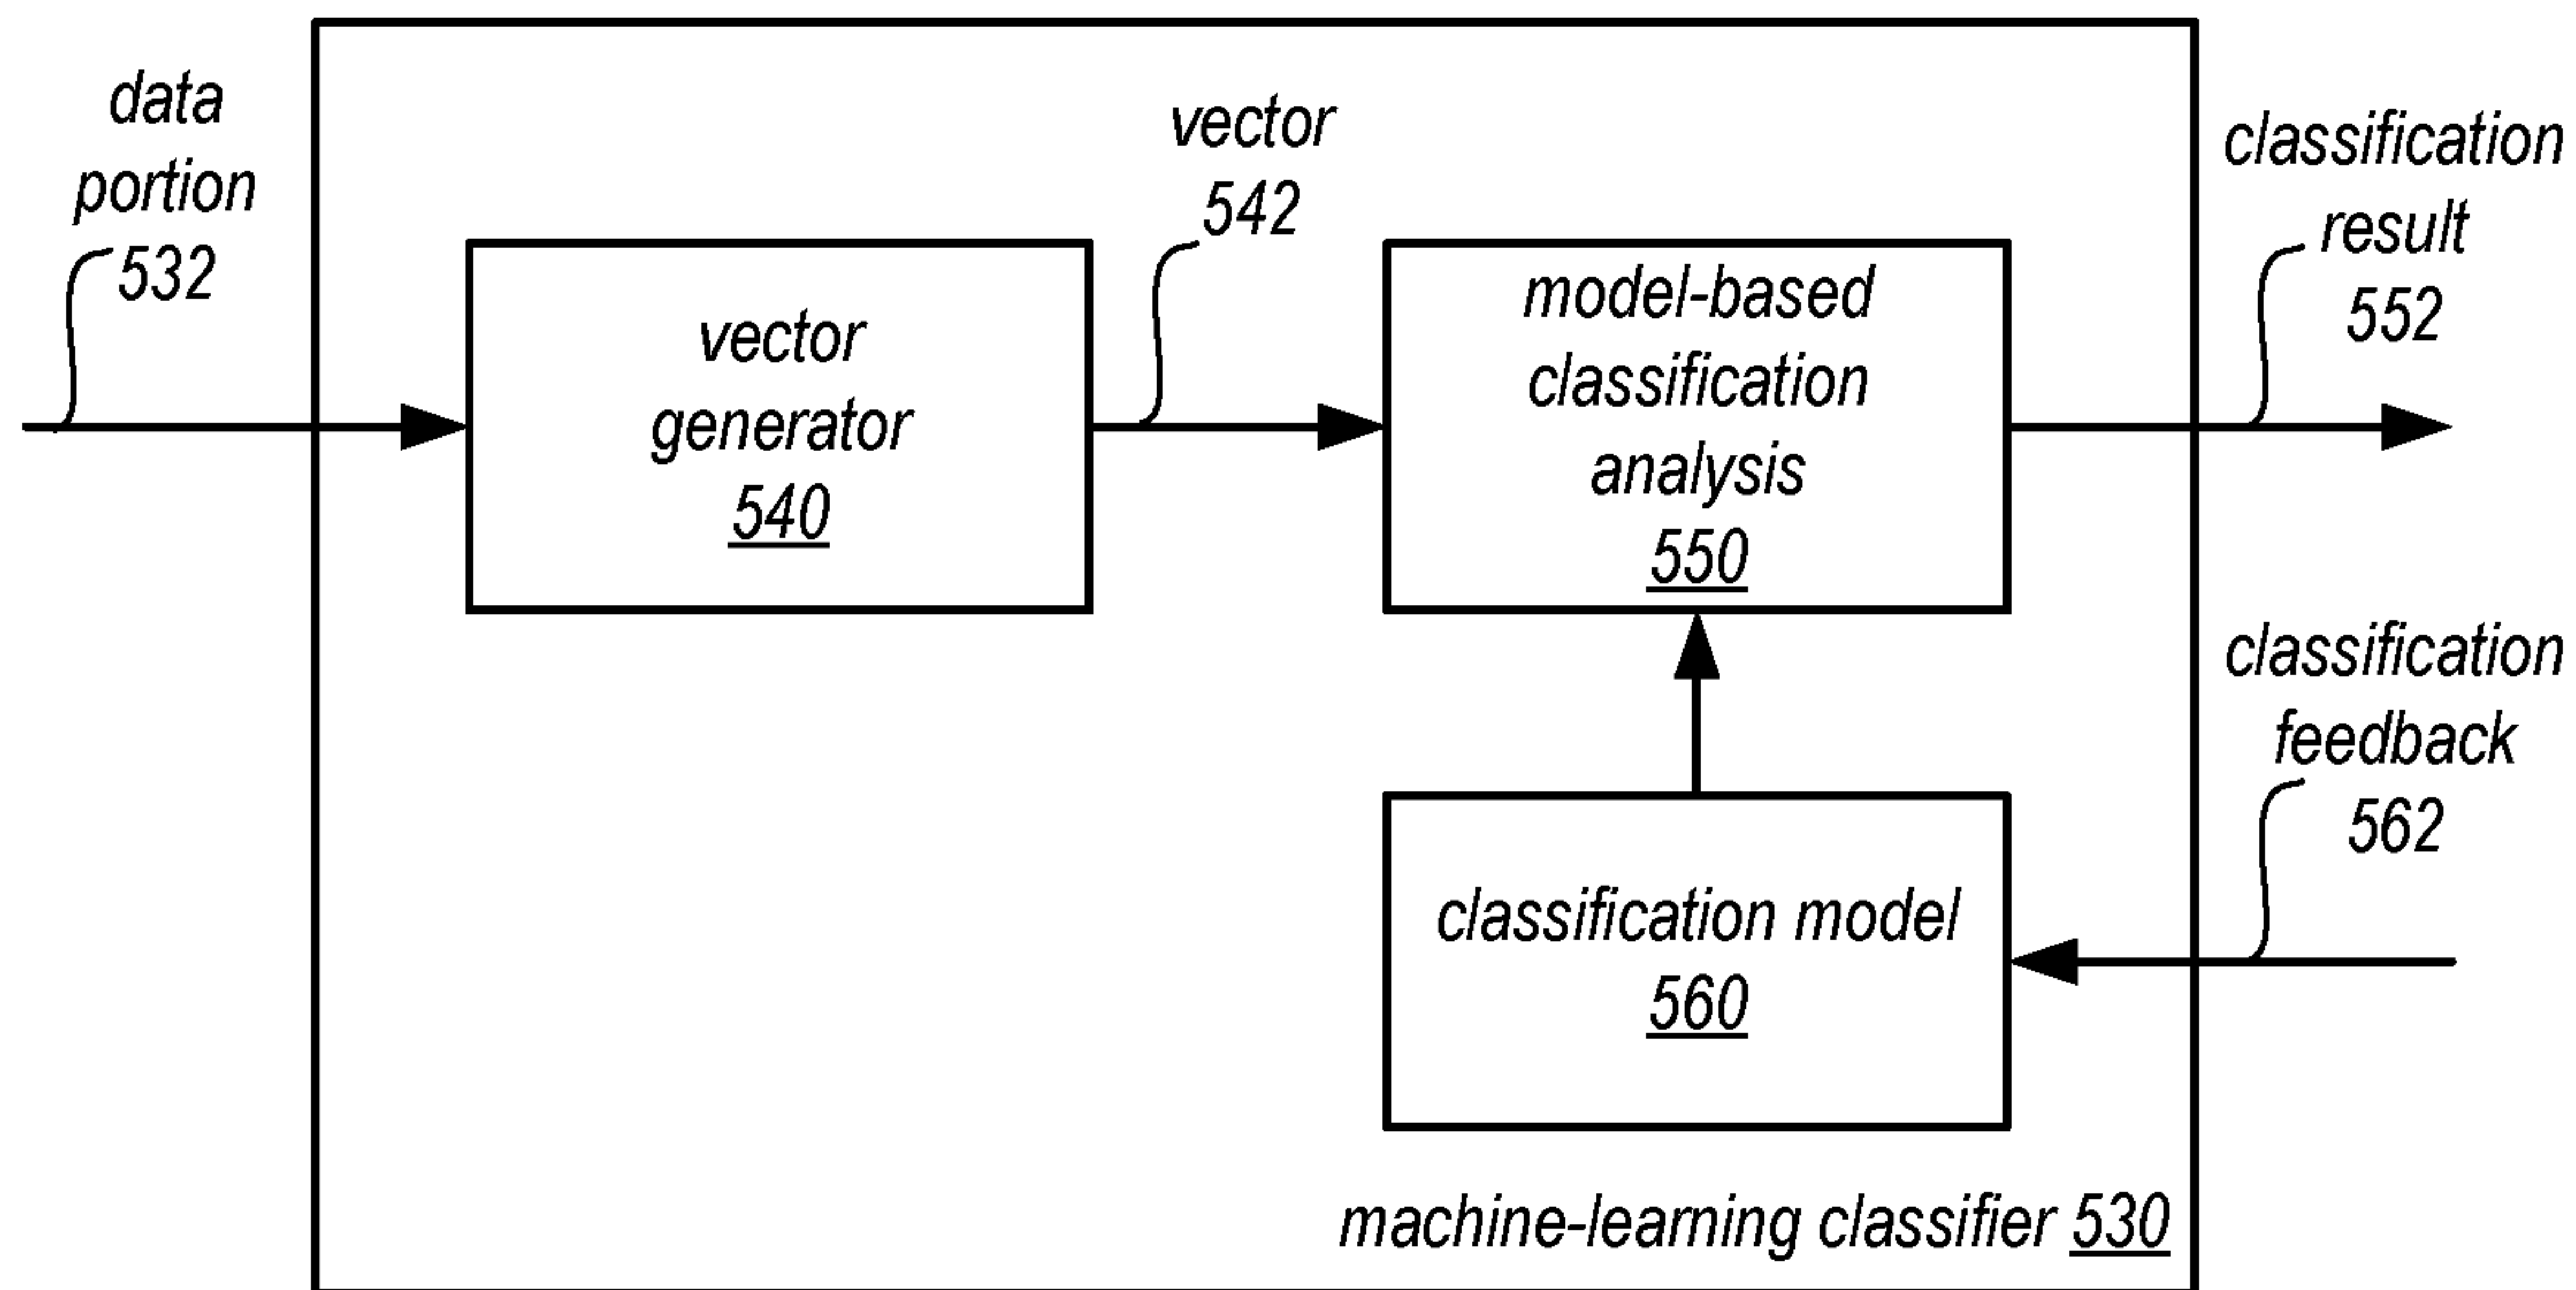 data
portion
532
vector
generator
540
vector
542
model-based
classification
analysis
550
classification
result
552
classification
feedback
562
classification model
560
machine-learning classifier 530